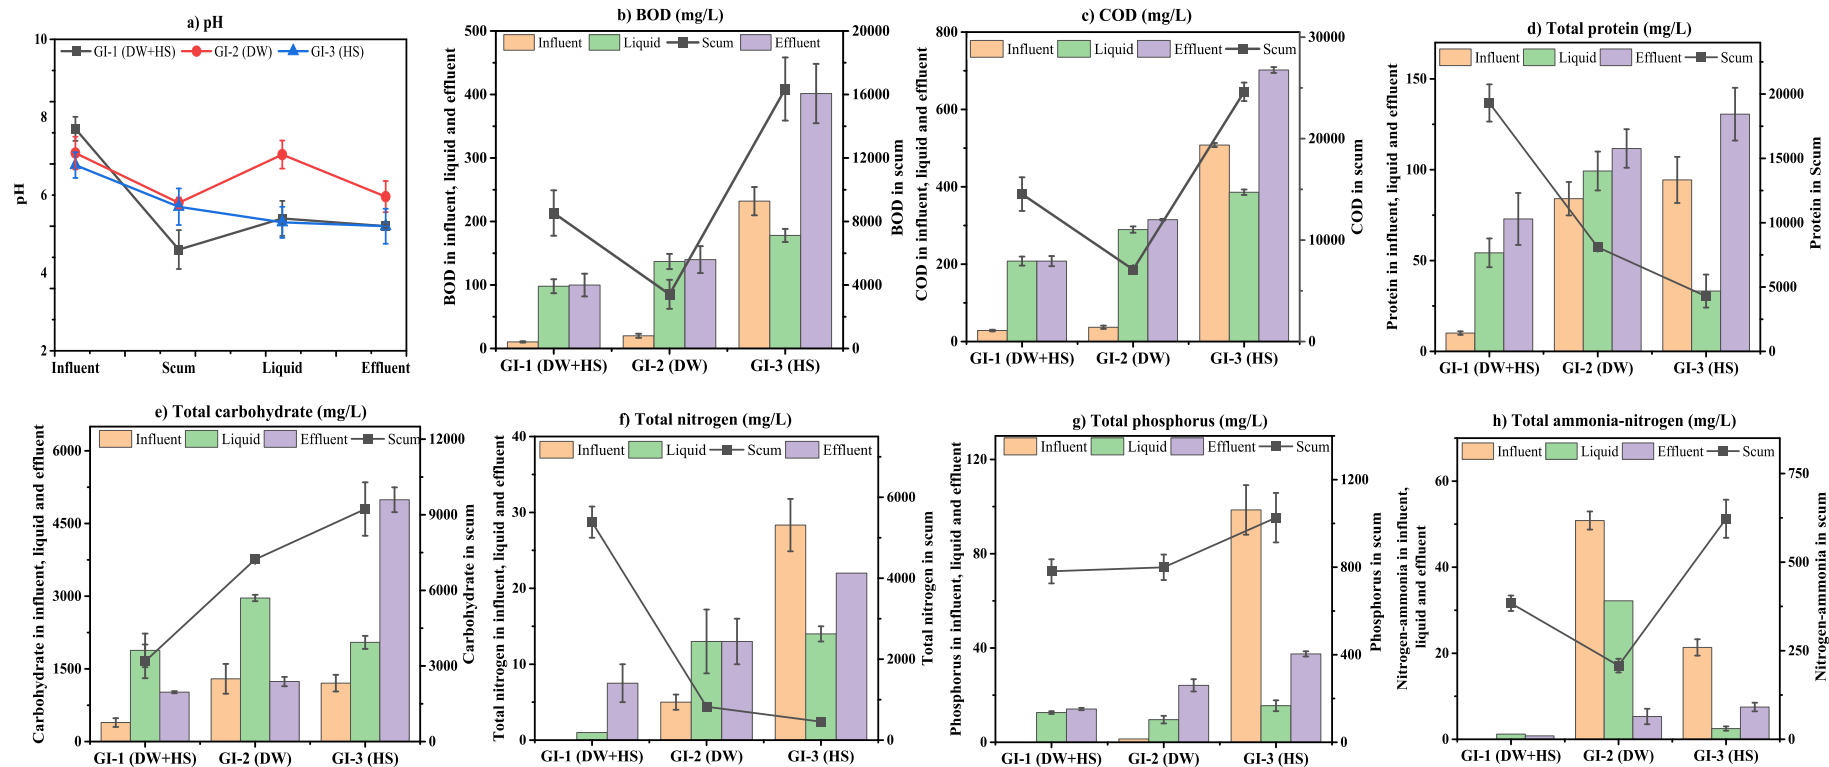 a) pH
GI-1 (DW+HS) GI-2 (DW) GI-3 (HS)
10
8
6
4
2
pH
Influent Scum Liquid Effluent
b) BOD (mg/L)
Influent Liquid Scum Effluent
500
400
300
200
100
0
BOD in influent, liquid and effluent
20000
16000
12000
8000
4000
0
BOD in scum
GI-1 (DW+HS) GI-2 (DW) GI-3 (HS)
c) COD (mg/L)
Influent Liquid Effluent Scum
800
600
400
200
0
COD in influent, liquid and effluent
30000
20000
10000
0
COD in scum
GI-1 (DW+HS) GI-2 (DW) GI-3 (HS)
d) Total protein (mg/L)
Influent Liquid Effluent Scum
150
100
50
0
Protein in influent, liquid and effluent
20000
15000
10000
5000
0
Protein in Scum
GI-1 (DW+HS) GI-2 (DW) GI-3 (HS)
e) Total carbohydrate (mg/L)
Influent Liquid Effluent Scum
6000
4500
3000
1500
0
Carbohydrate in influent, liquid and effluent
12000
9000
6000
3000
0
Carbohydrate in scum
GI-1 (DW+HS) GI-2 (DW) GI-3 (HS)
f) Total nitrogen (mg/L)
Influent Liquid Scum Effluent
40
30
20
10
0
Total nitrogen in influent, liquid and effluent
6000
4000
2000
0
Total nitrogen in scum
GI-1 (DW+HS) GI-2 (DW) GI-3 (HS)
g) Total phosphorus (mg/L)
Influent Liquid Effluent Scum
120
80
40
0
Phosphorus in influent, liquid and effluent
1200
800
400
0
Phosphorus in scum
GI-1 (DW+HS) GI-2 (DW) GI-3 (HS)
h) Total ammonia-nitrogen (mg/L)
Influent Liquid Effluent Scum
60
40
20
0
Nitrogen-ammonia in influent,
liquid and effluent
750
500
250
0
Nitrogen-ammonia in scum
GI-1 (DW+HS) GI-2 (DW) GI-3 (HS)